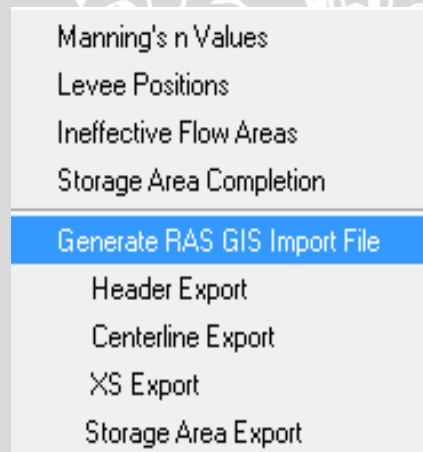 Manning's n Values
Levee Positions
Ineffective Flow Areas
Storage Area Completion
Generate RAS GIS Import File
Header Export
Centerline Export
XS Export
Storage Area Export